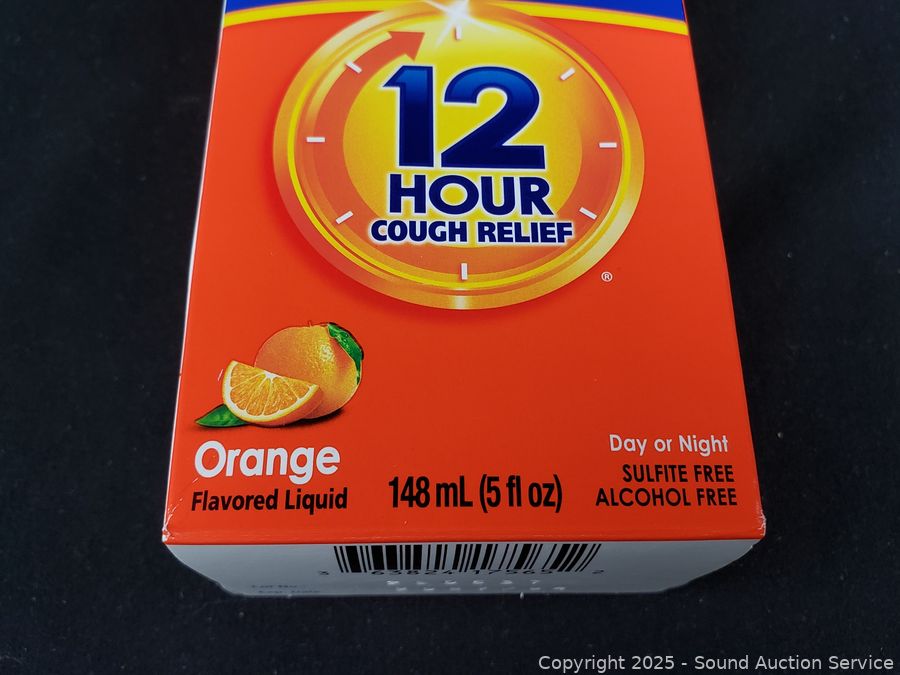 12
HOUR
COUGH RELIEF
®
Orange
Flavored Liquid
148 mL (5 fl oz)
Day or Night
SULFITE FREE
ALCOHOL FREE
Copyright 2025 - Sound Auction Service